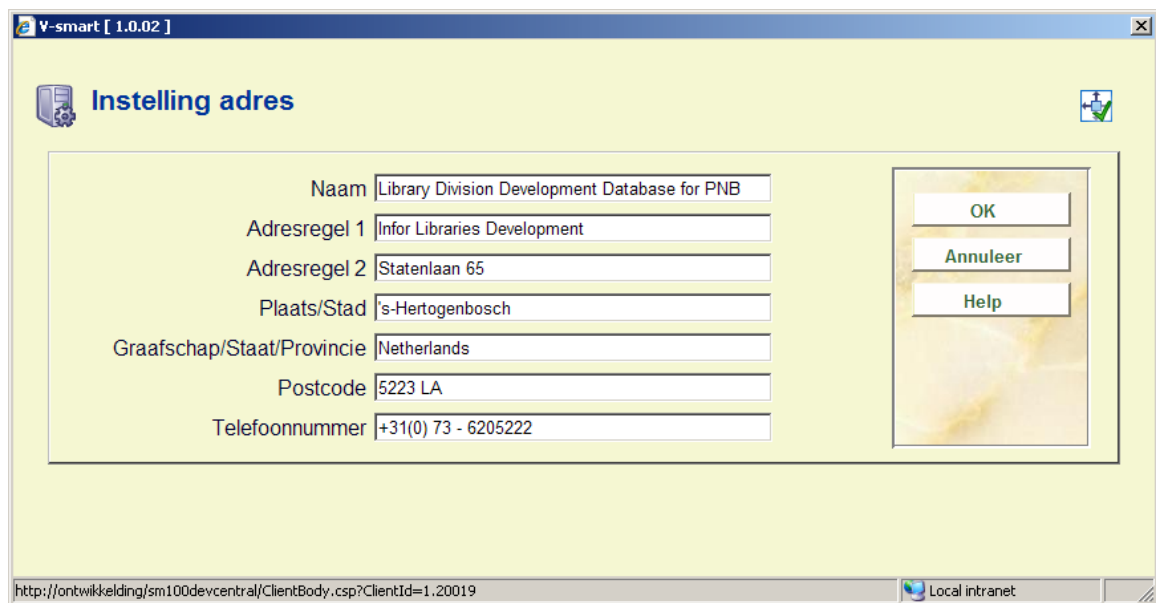 V-smart [ 1.0.02 ]
Instelling adres
Naam Library Division Development Database for PNB
Adresregel 1 Infor Libraries Development
Adresregel 2 Statenlaan 65
Plaats/Stad 's-Hertogenbosch
Graafschap/Staat/Provincie Netherlands
Postcode 5223 LA
Telefoonnummer +31(0) 73 - 6205222
OK
Annuleer
Help
http://ontwikkelding/sm100devcentral/ClientBody.csp?ClientId=1.20019
Local intranet